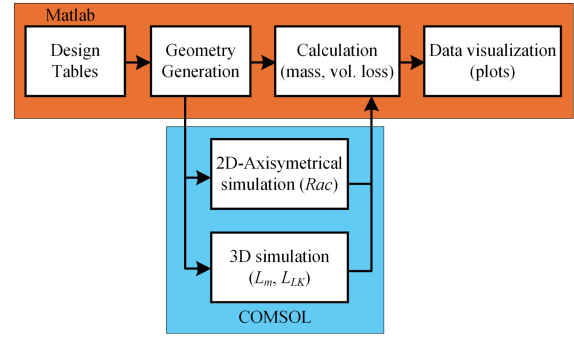 Matlab
Design
Tables
Geometry
Generation
Calculation
(mass, vol. loss)
Data visualization
(plots)
2D-Axisymetrical
simulation (Rac)
3D simulation
(Lm, LLK)
COMSOL